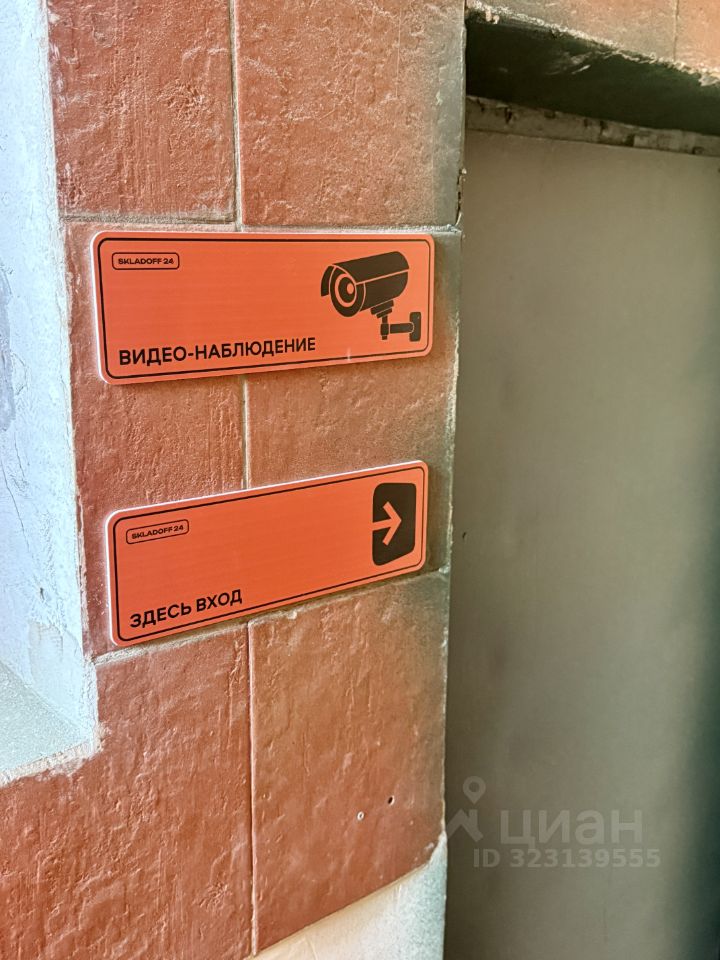 SKLADOFF 24
ВИДЕО-НАБЛЮДЕНИЕ
SKLADOFF 24
ЗДЕСЬ ВХОД
циан
ID 323139555